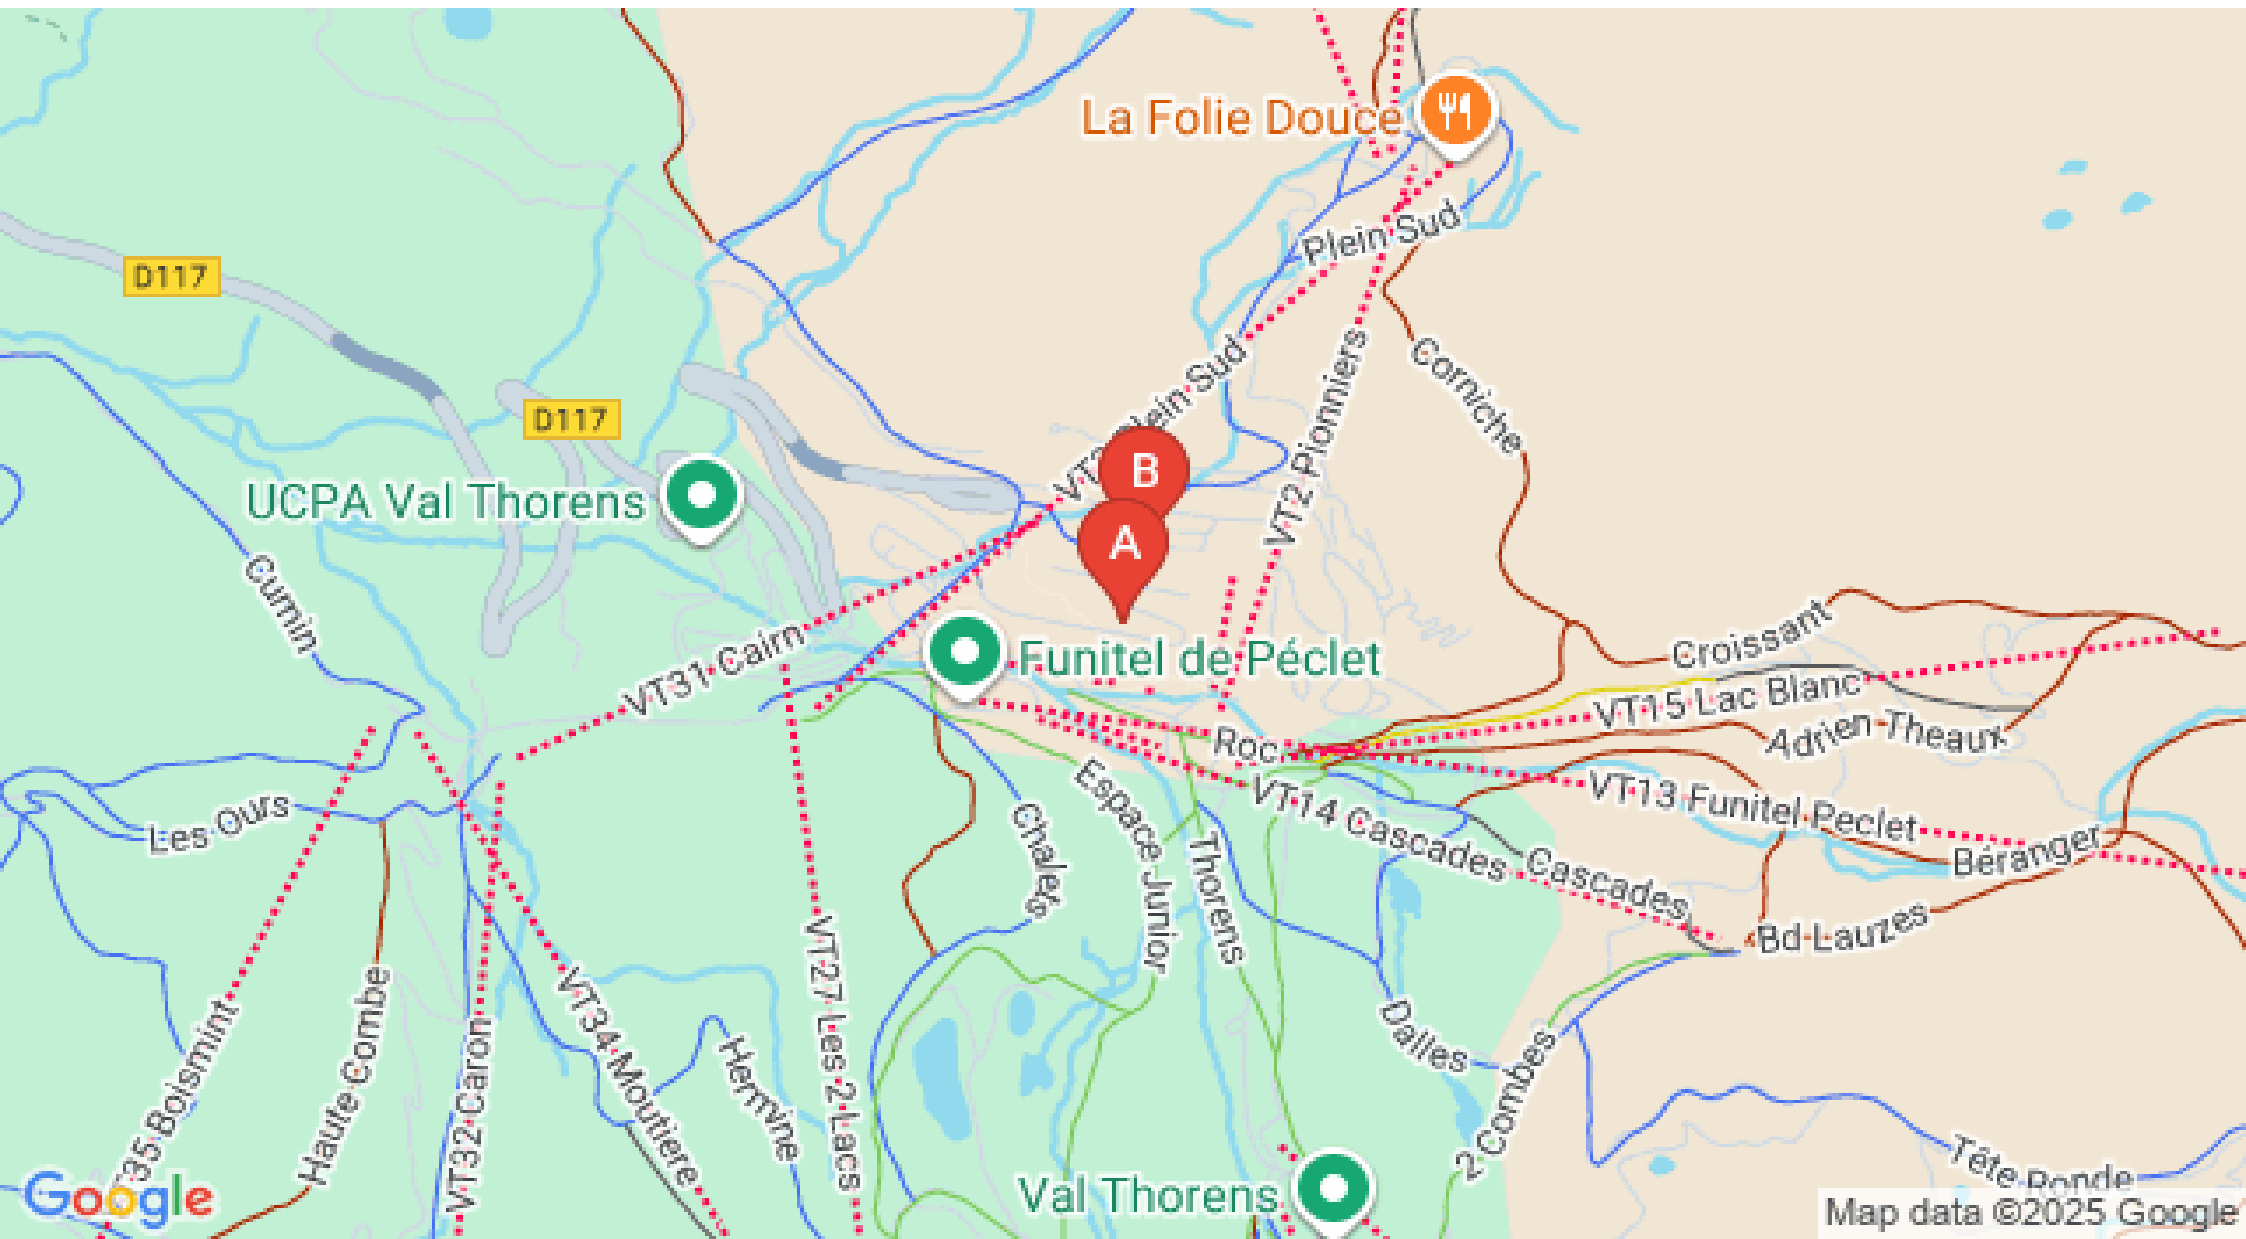 La Folie Douce
Plein Sud
D117
Plein Sud
Corniche
VT2 Pionniers
D117
B
UCPA Val Thorens
A
Cumin
Croissant
VT31 Cairn
Funitel de Péclet
VT15 Lac Blanc
Roc
Adrien Theaux
Espace Junior
VT14 Cascades
VT13 Funitel Peclet
Les Ours
Chalets
Thorens
Cascades
Béranger
Bd Lauzes
VT27 Les 2 Lacs
VT34 Moutiere
Haute Combe
35 Boismint
VT32 Caron
Hermine
Dalles
2 Combes
Tête Ronde
Val Thorens
Google
Map data ©2025 Google